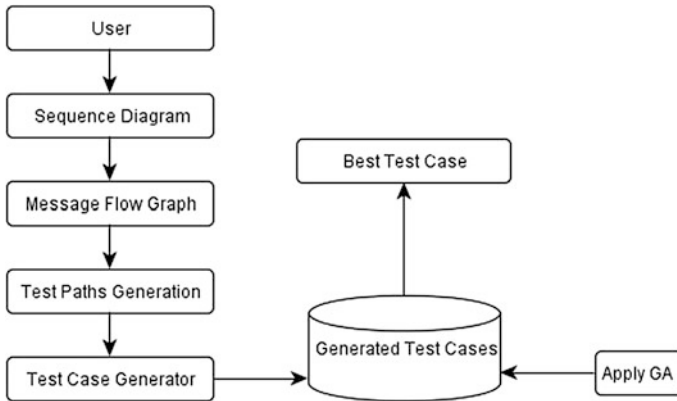 User
Sequence Diagram
Message Flow Graph
Test Paths Generation
Test Case Generator
Best Test Case
Generated Test Cases
Apply GA